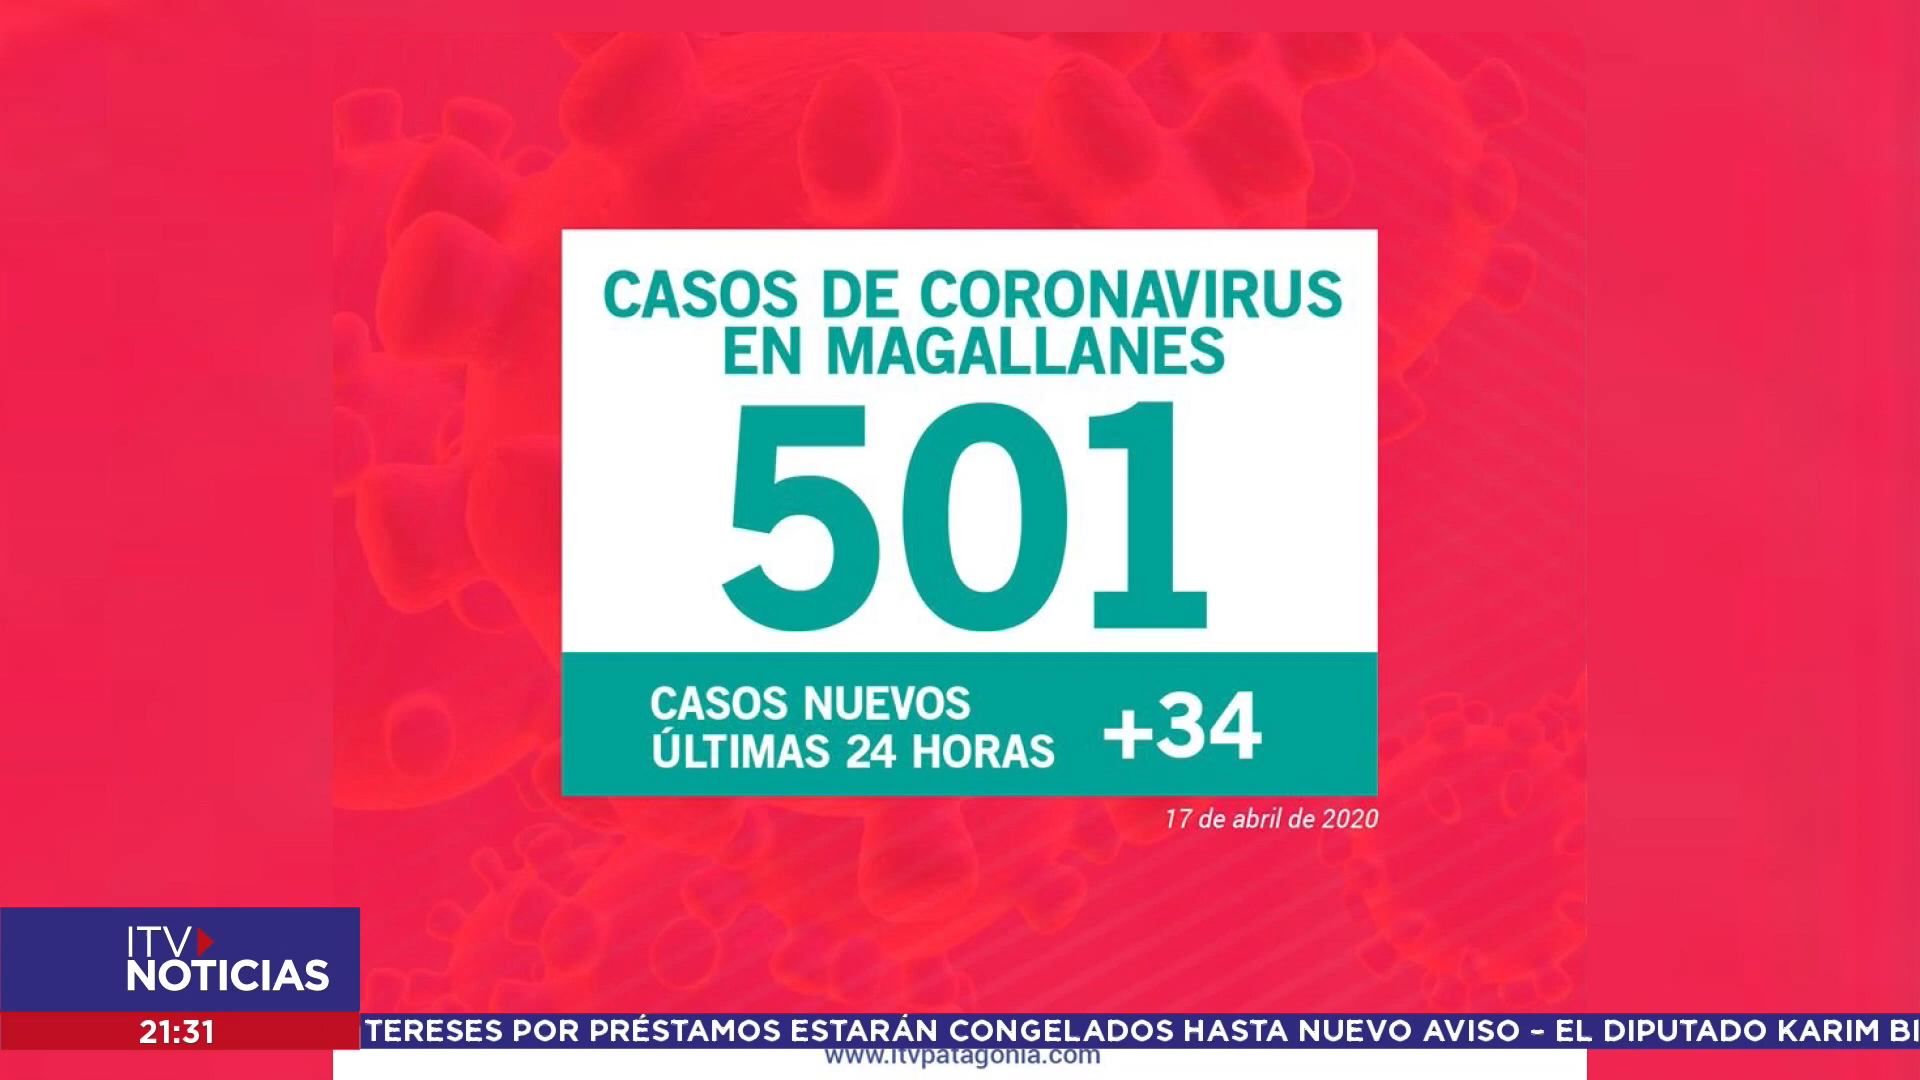 CASOS DE CORONAVIRUS
EN MAGALLANES
501
CASOS NUEVOS
ÚLTIMAS 24 HORAS
+34
17 de abril de 2020
ITV
NOTICIAS
21:31
TERESES POR PRÉSTAMOS ESTARÁN CONGELADOS HASTA NUEVO AVISO – EL DIPUTADO KARIM BI
www.itvpatagonia.com